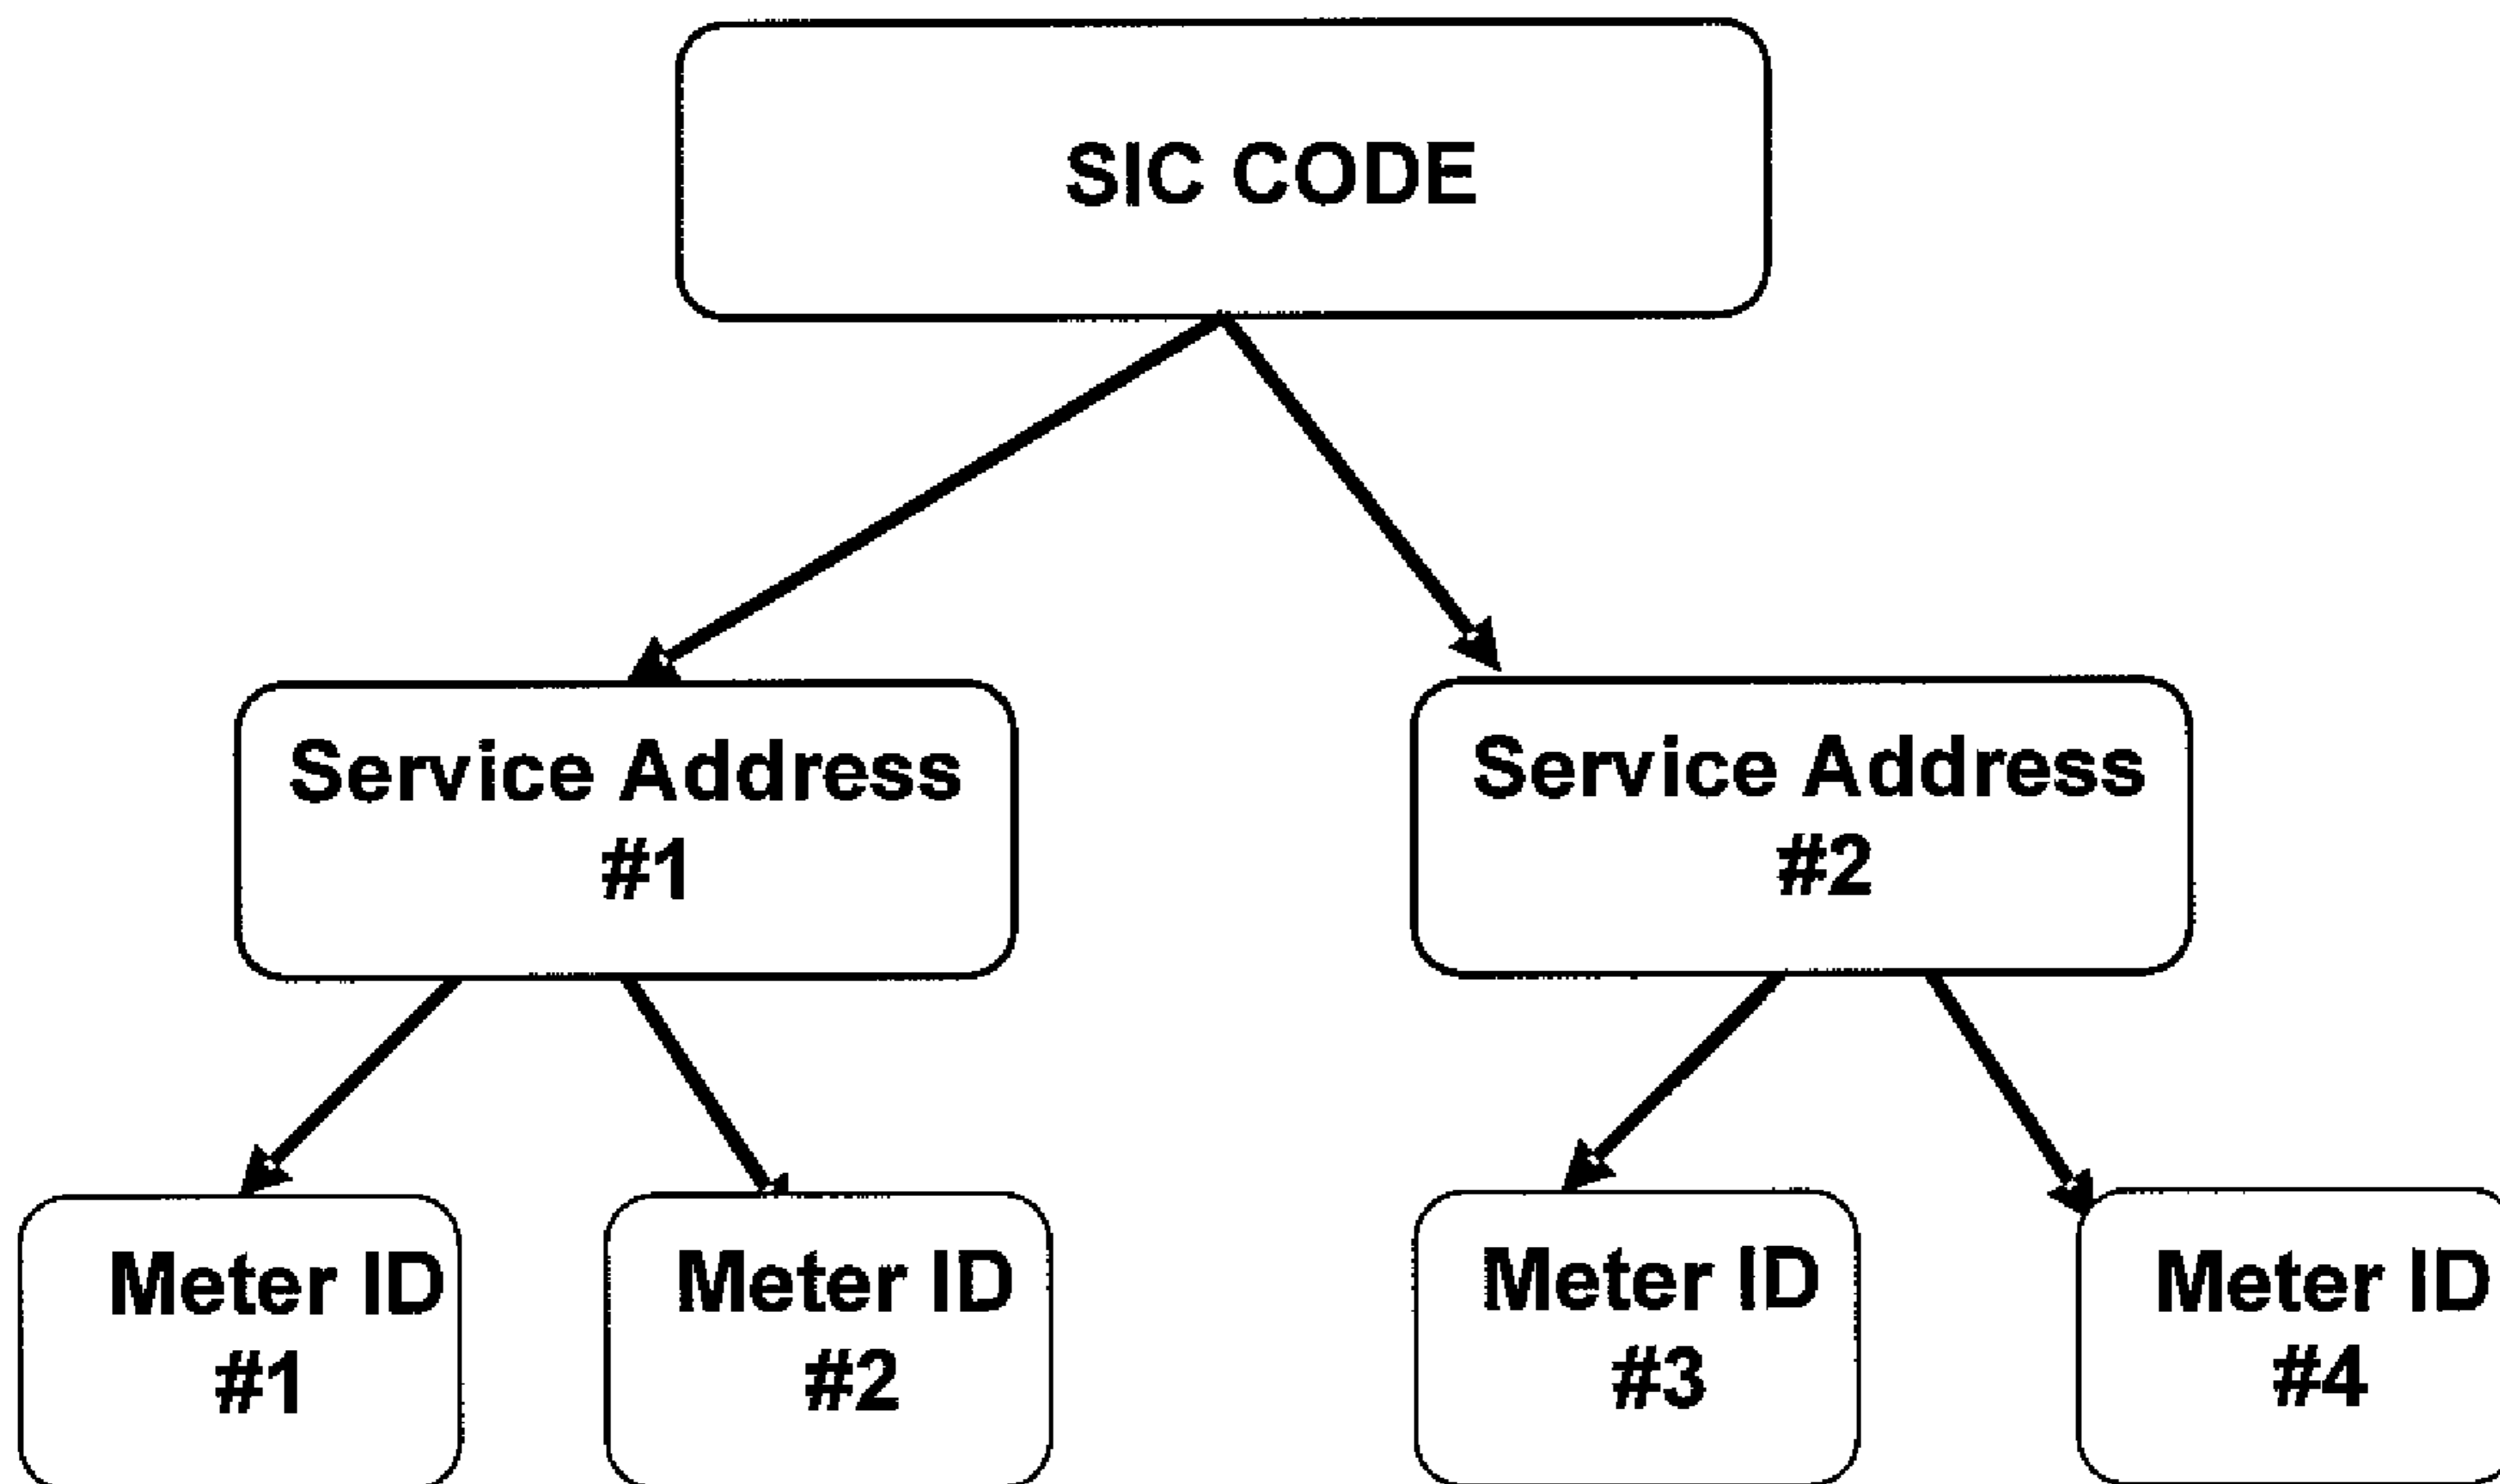 SIC CODE
Service Address
#1
Service Address
#2
Meter ID
#1
Meter ID
#2
Meter ID
#3
Meter ID
#4